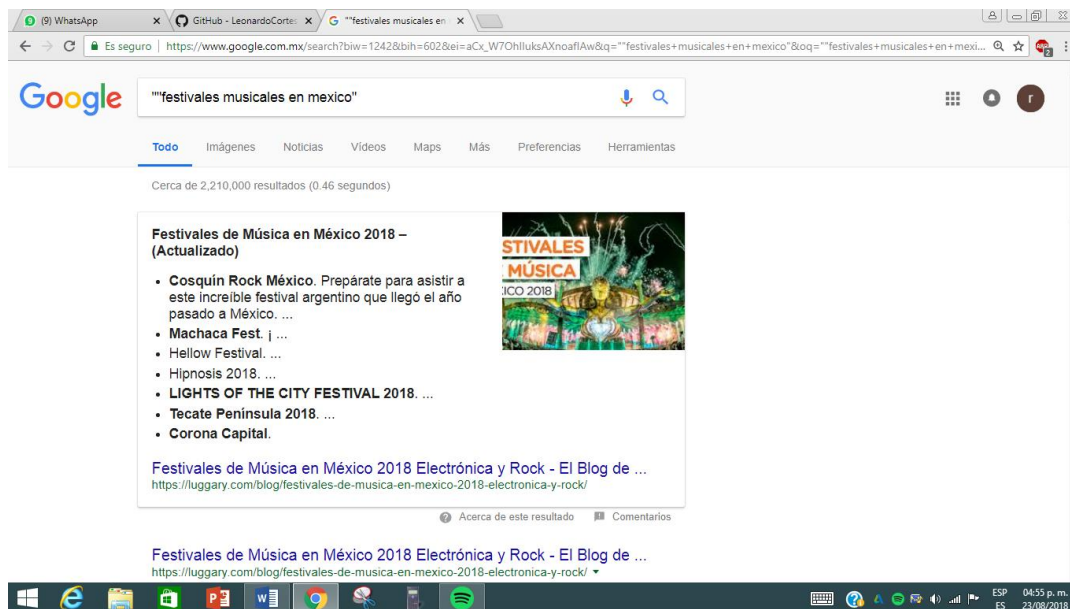 (9) WhatsApp
GitHub - LeonardoCortes
""festivales musicales en
Es seguro
https://www.google.com.mx/search?biw=1242&bih=602&ei=aCx_W7OhIIuksAXnoafIAw&q=""festivales+musicales+en+mexico"&oq=""festivales+musicales+en+mexi...
ABP
2
Google
""festivales musicales en mexico"
r
Todo Imágenes Noticias Vídeos Maps Más Preferencias Herramientas
Cerca de 2,210,000 resultados (0.46 segundos)
Festivales de Música en México 2018 –
(Actualizado)
• Cosquín Rock México. Prepárate para asistir a
este increíble festival argentino que llegó el año
pasado a México. ...
• Machaca Fest. ¡ ...
• Hellow Festival. ...
• Hipnosis 2018. ...
• LIGHTS OF THE CITY FESTIVAL 2018. ...
• Tecate Península 2018. ...
• Corona Capital.
STIVALES
MÚSICA
ICO 2018
Festivales de Música en México 2018 Electrónica y Rock - El Blog de ...
https://luggary.com/blog/festivales-de-musica-en-mexico-2018-electronica-y-rock/
Acerca de este resultado Comentarios
Festivales de Música en México 2018 Electrónica y Rock - El Blog de ...
https://luggary.com/blog/festivales-de-musica-en-mexico-2018-electronica-y-rock/
ESP
ES
04:55 p. m.
23/08/2018